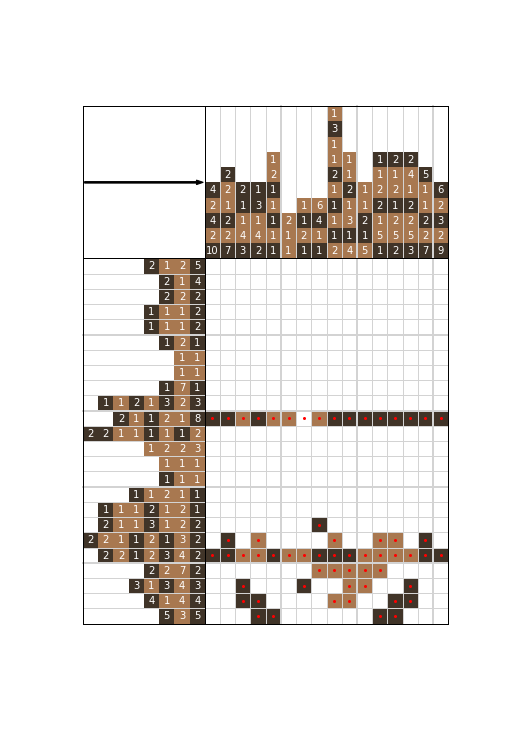 1
3
1
1 1 1 1 2 2
2 2 2 1 1 1 4 5
4 2 2 1 1 1 2 1 2 2 1 1 6
2 1 1 3 1 1 6 1 1 1 2 1 2 1 2
4 2 1 1 1 2 1 4 1 3 2 1 2 2 2 3
2 2 4 4 1 1 2 1 1 1 1 5 5 5 2 2
10 7 3 2 1 1 1 1 2 4 5 1 2 3 7 9
2 1 2 5
2 1 4
2 2 2
1 1 1 2
1 1 1 2
1 2 1
1 1
1 1
1 7 1
1 1 2 1 3 2 3
2 1 1 2 1 8
2 2 1 1 1 1 1 2
1 2 2 3
1 1 1
1 1 1
1 1 2 1 1
1 1 1 2 1 2 1
2 1 1 3 1 2 2
2 2 1 1 2 1 3 2
2 2 1 2 3 4 2
2 2 7 2
3 1 3 4 3
4 1 4 4
5 3 5